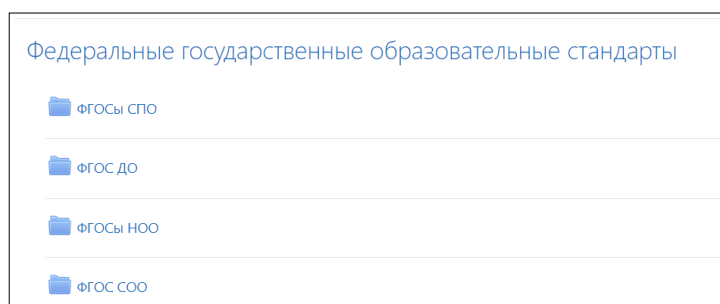 Федеральные государственные образовательные стандарты
ФГОСы СПО
ФГОС ДО
ФГОСы НОО
ФГОС СОО